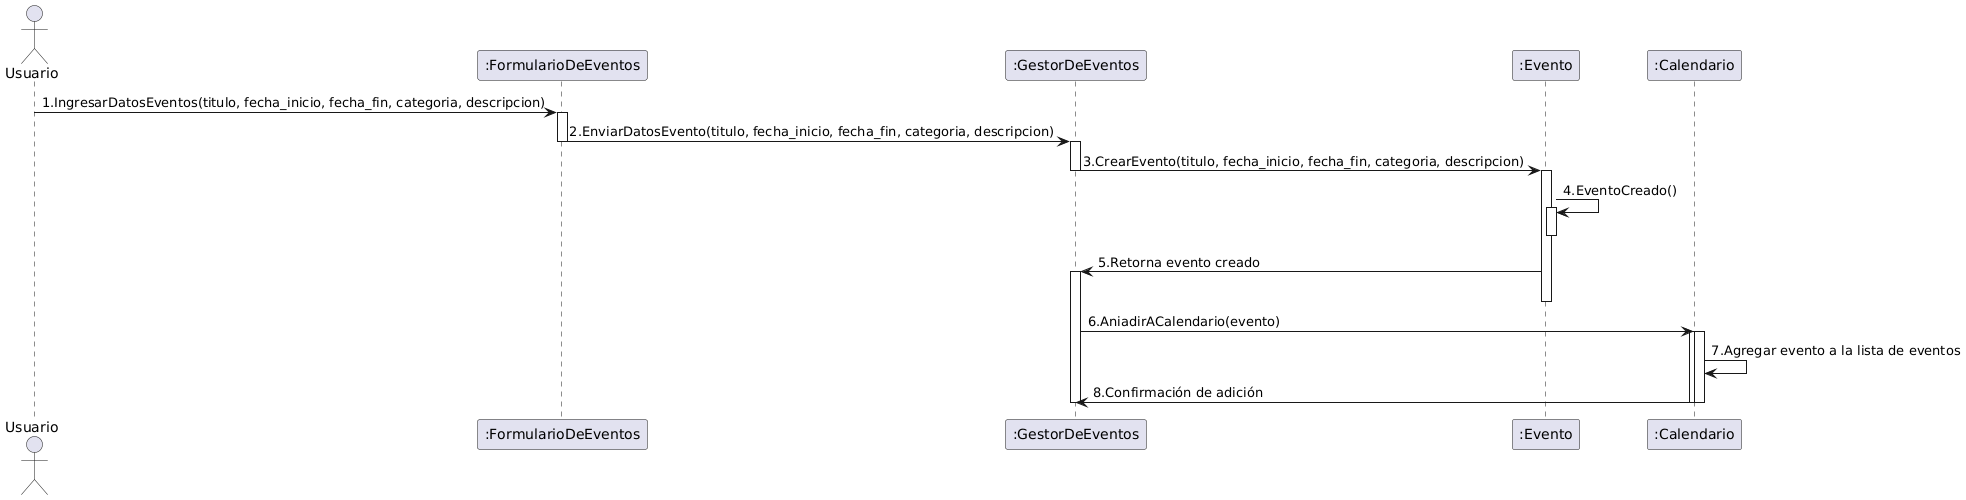 Usuario
:FormularioDeEventos
:GestorDeEventos
:Evento
:Calendario
1.IngresarDatosEventos(titulo, fecha_inicio, fecha_fin, categoria, descripcion)
2.EnviarDatosEvento(titulo, fecha_inicio, fecha_fin, categoria, descripcion)
3.CrearEvento(titulo, fecha_inicio, fecha_fin, categoria, descripcion)
4.EventoCreado()
5.Retorna evento creado
6.AniadirACalendario(evento)
7.Agregar evento a la lista de eventos
8.Confirmación de adición
Usuario
:FormularioDeEventos
:GestorDeEventos
:Evento
:Calendario